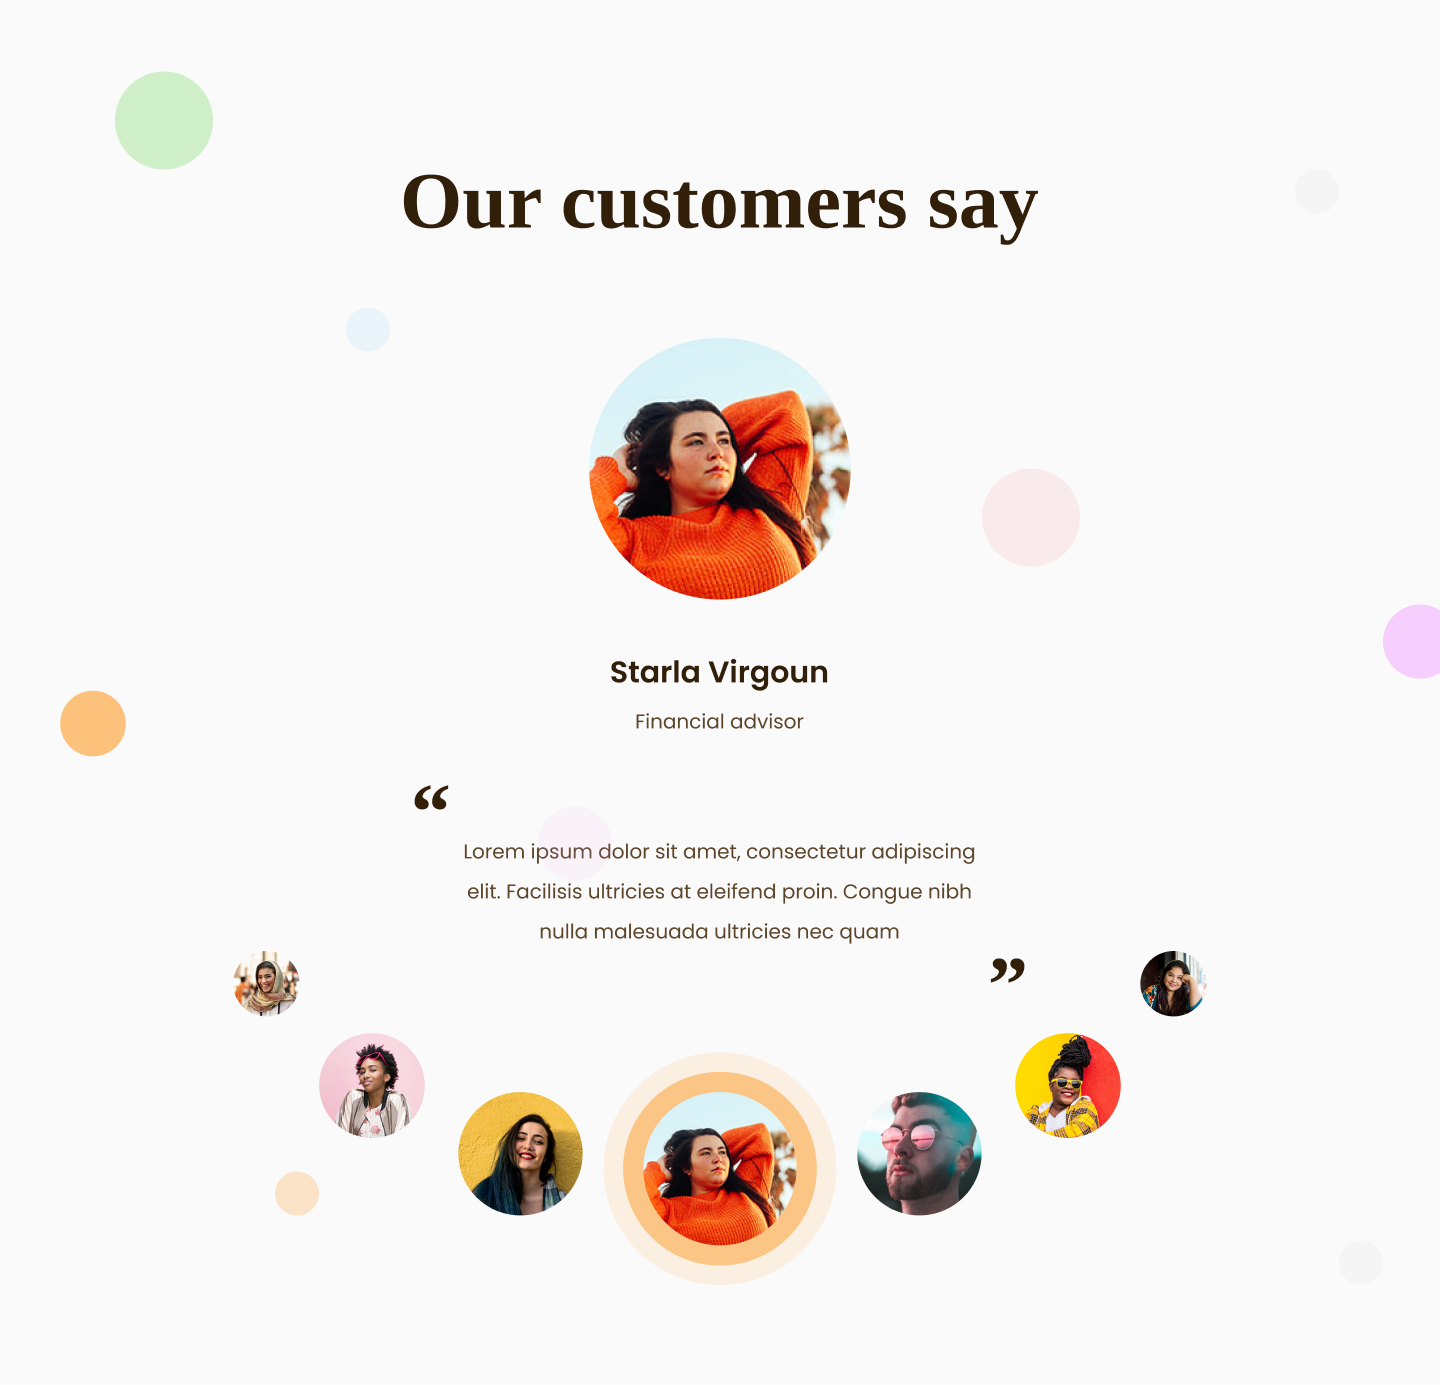 Our customers say
Starla Virgoun
Financial advisor
“
Lorem ipsum dolor sit amet, consectetur adipiscing
elit. Facilisis ultricies at eleifend proin. Congue nibh
nulla malesuada ultricies nec quam
”